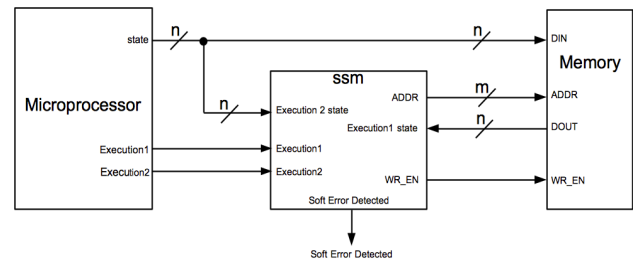 n
n
state
DIN
ssm
Memory
ADDR
m
ADDR
Microprocessor
n
Execution 2 state
n
DOUT
Execution1 state
Execution1
Execution1
Execution2
Execution2
WR_EN
WR_EN
Soft Error Detected
Soft Error Detected